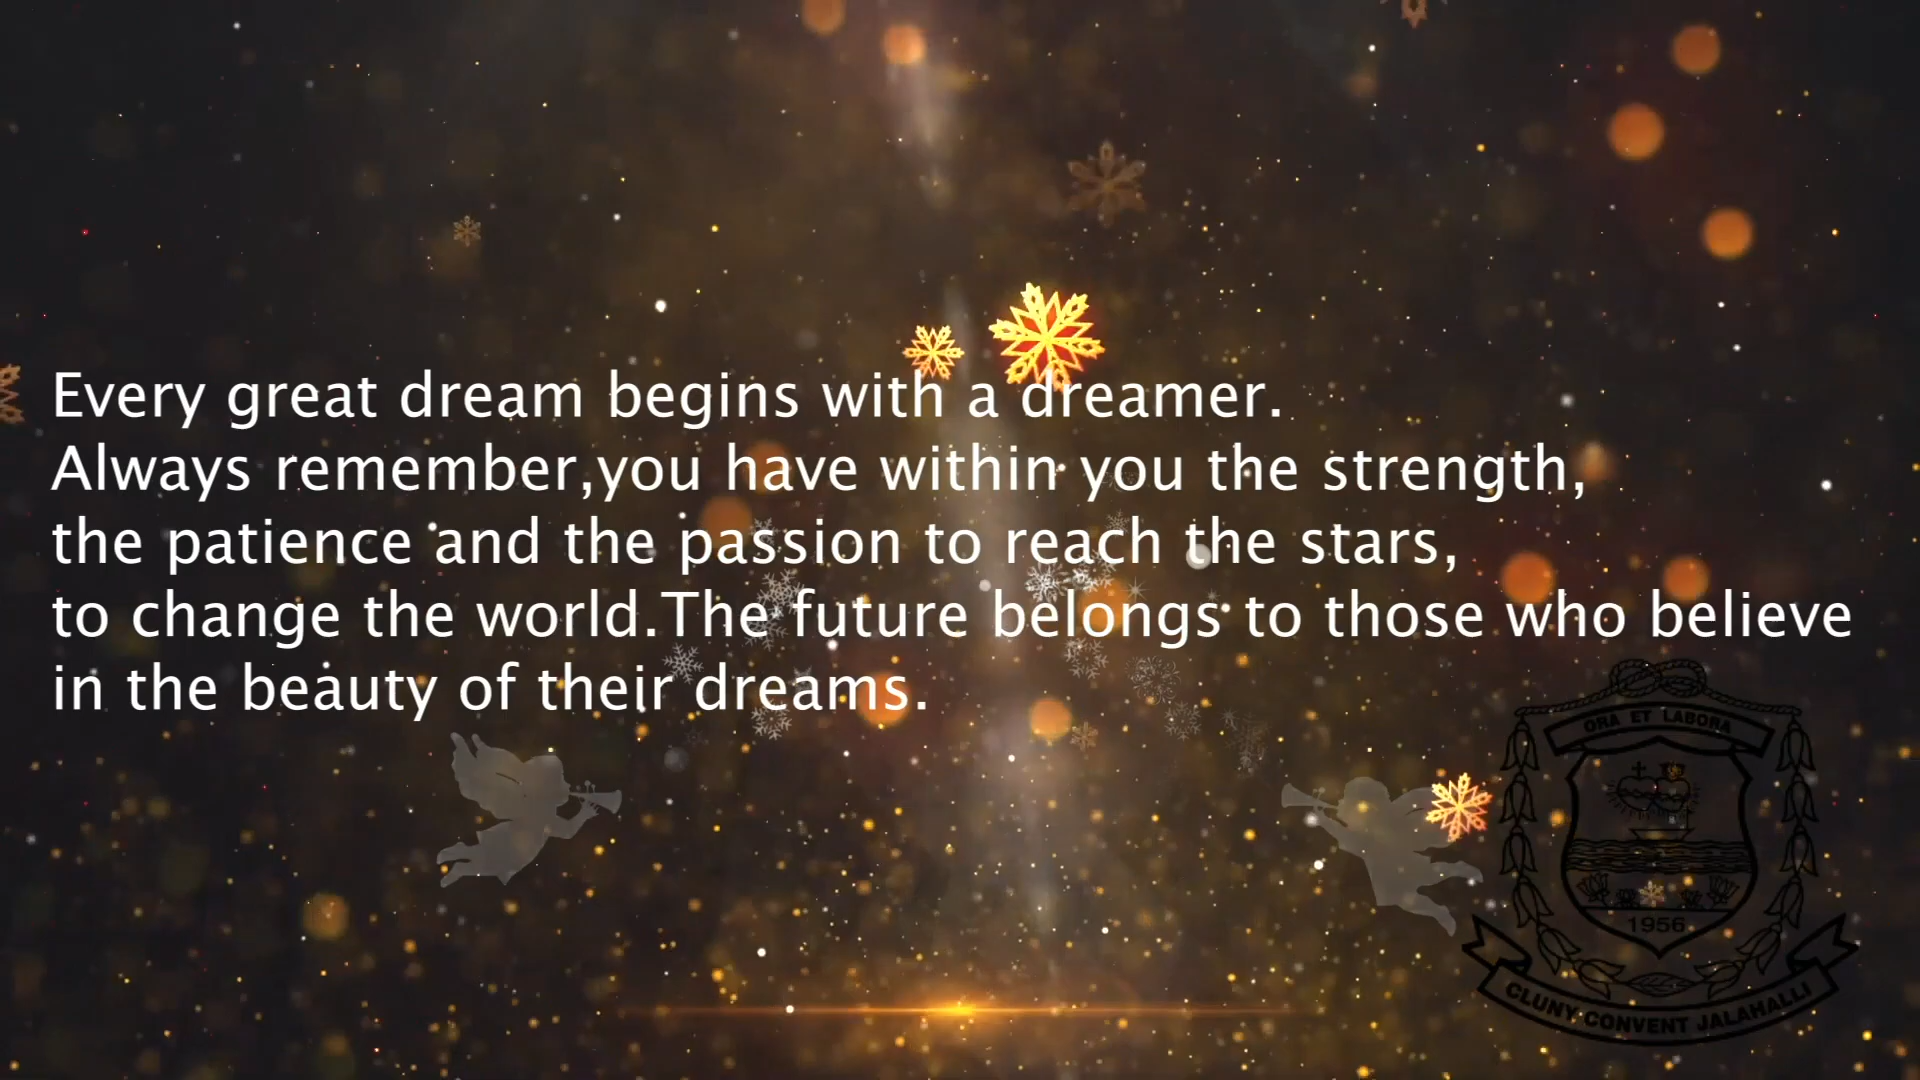 Every great dream begins with a dreamer.
Always remember,you have within you the strength,
the patience and the passion to reach the stars,
to change the world.The future belongs to those who believe
in the beauty of their dreams.
ORA ET LABORA
1956
CLUNY CONVENT JALAHALLI